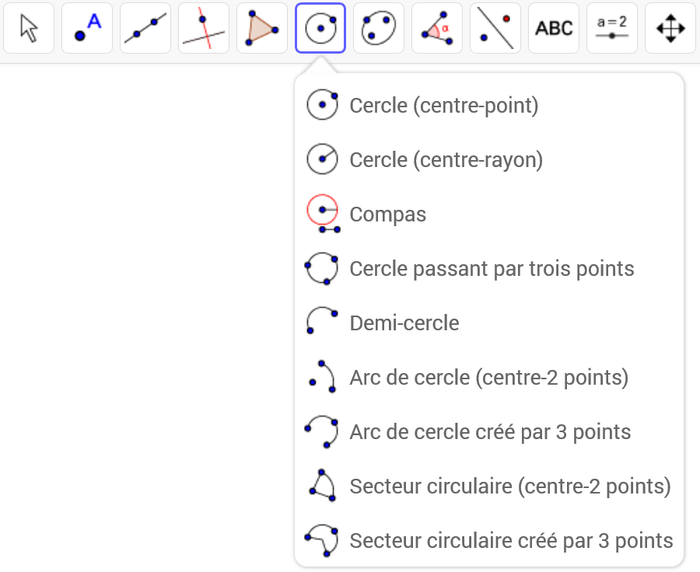 A
α
ABC
a=2
Cercle (centre-point)
Cercle (centre-rayon)
Compas
Cercle passant par trois points
Demi-cercle
Arc de cercle (centre-2 points)
Arc de cercle créé par 3 points
Secteur circulaire (centre-2 points)
Secteur circulaire créé par 3 points